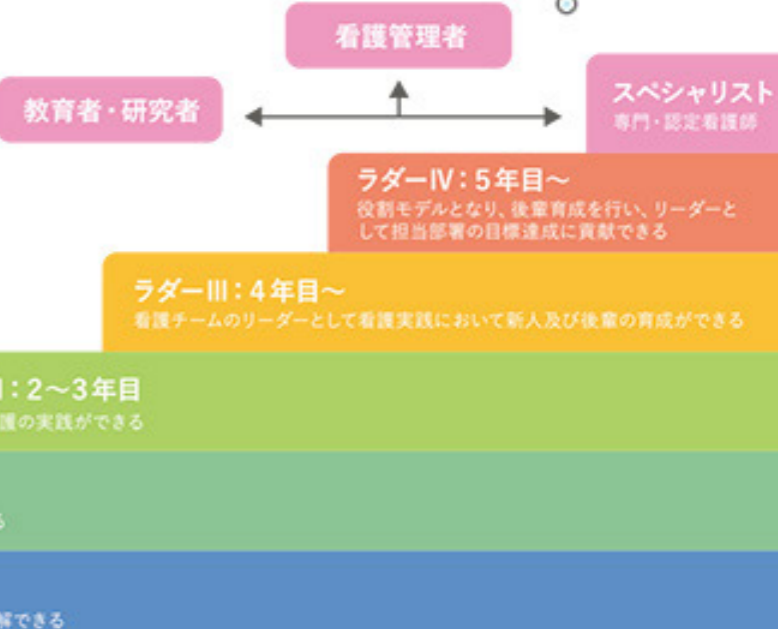 看護管理者
教育者・研究者
スペシャリスト
専門・認定看護師
ラダーⅣ：5年目～
役割モデルとなり、後輩育成を行い、リーダーと
して担当部署の目標達成に貢献できる
ラダーⅢ：4年目～
看護チームのリーダーとして看護実践において新人及び後輩の育成ができる
：2～3年目
護の実践ができる
る
解できる